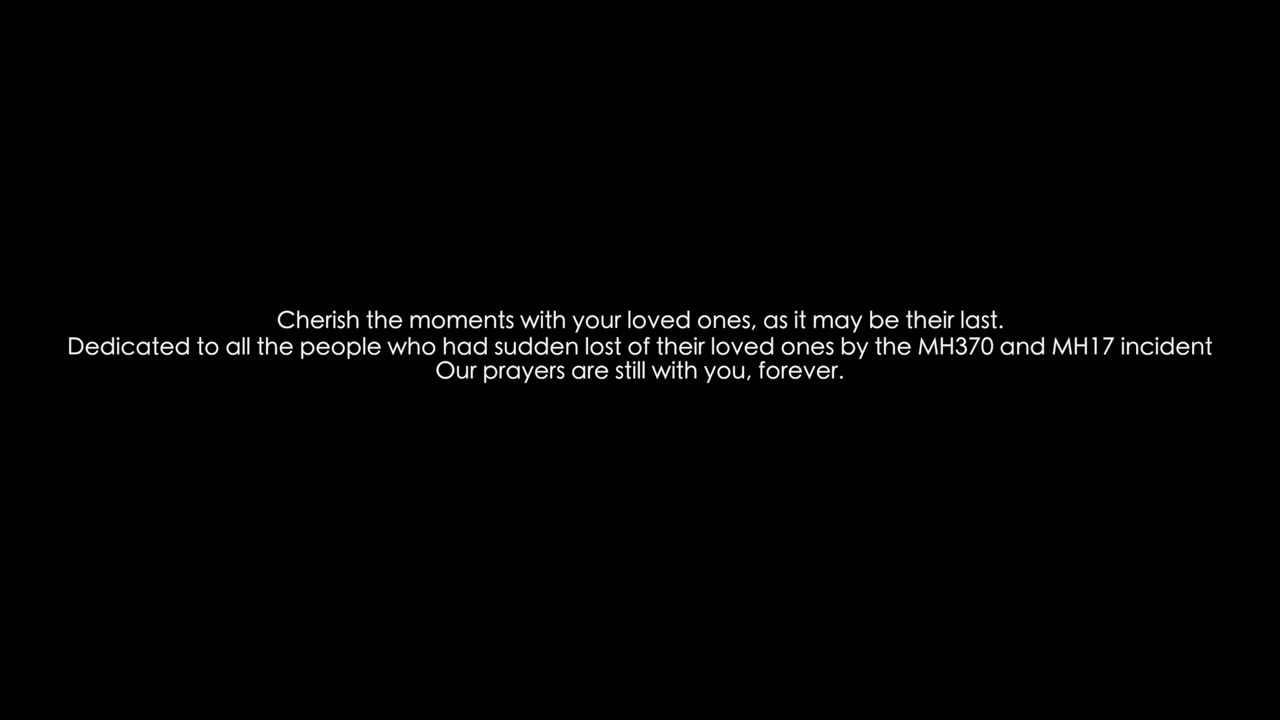 Cherish the moments with your loved ones, as it may be their last.
Dedicated to all the people who had sudden lost of their loved ones by the MH370 and MH17 incident
Our prayers are still with you, forever.